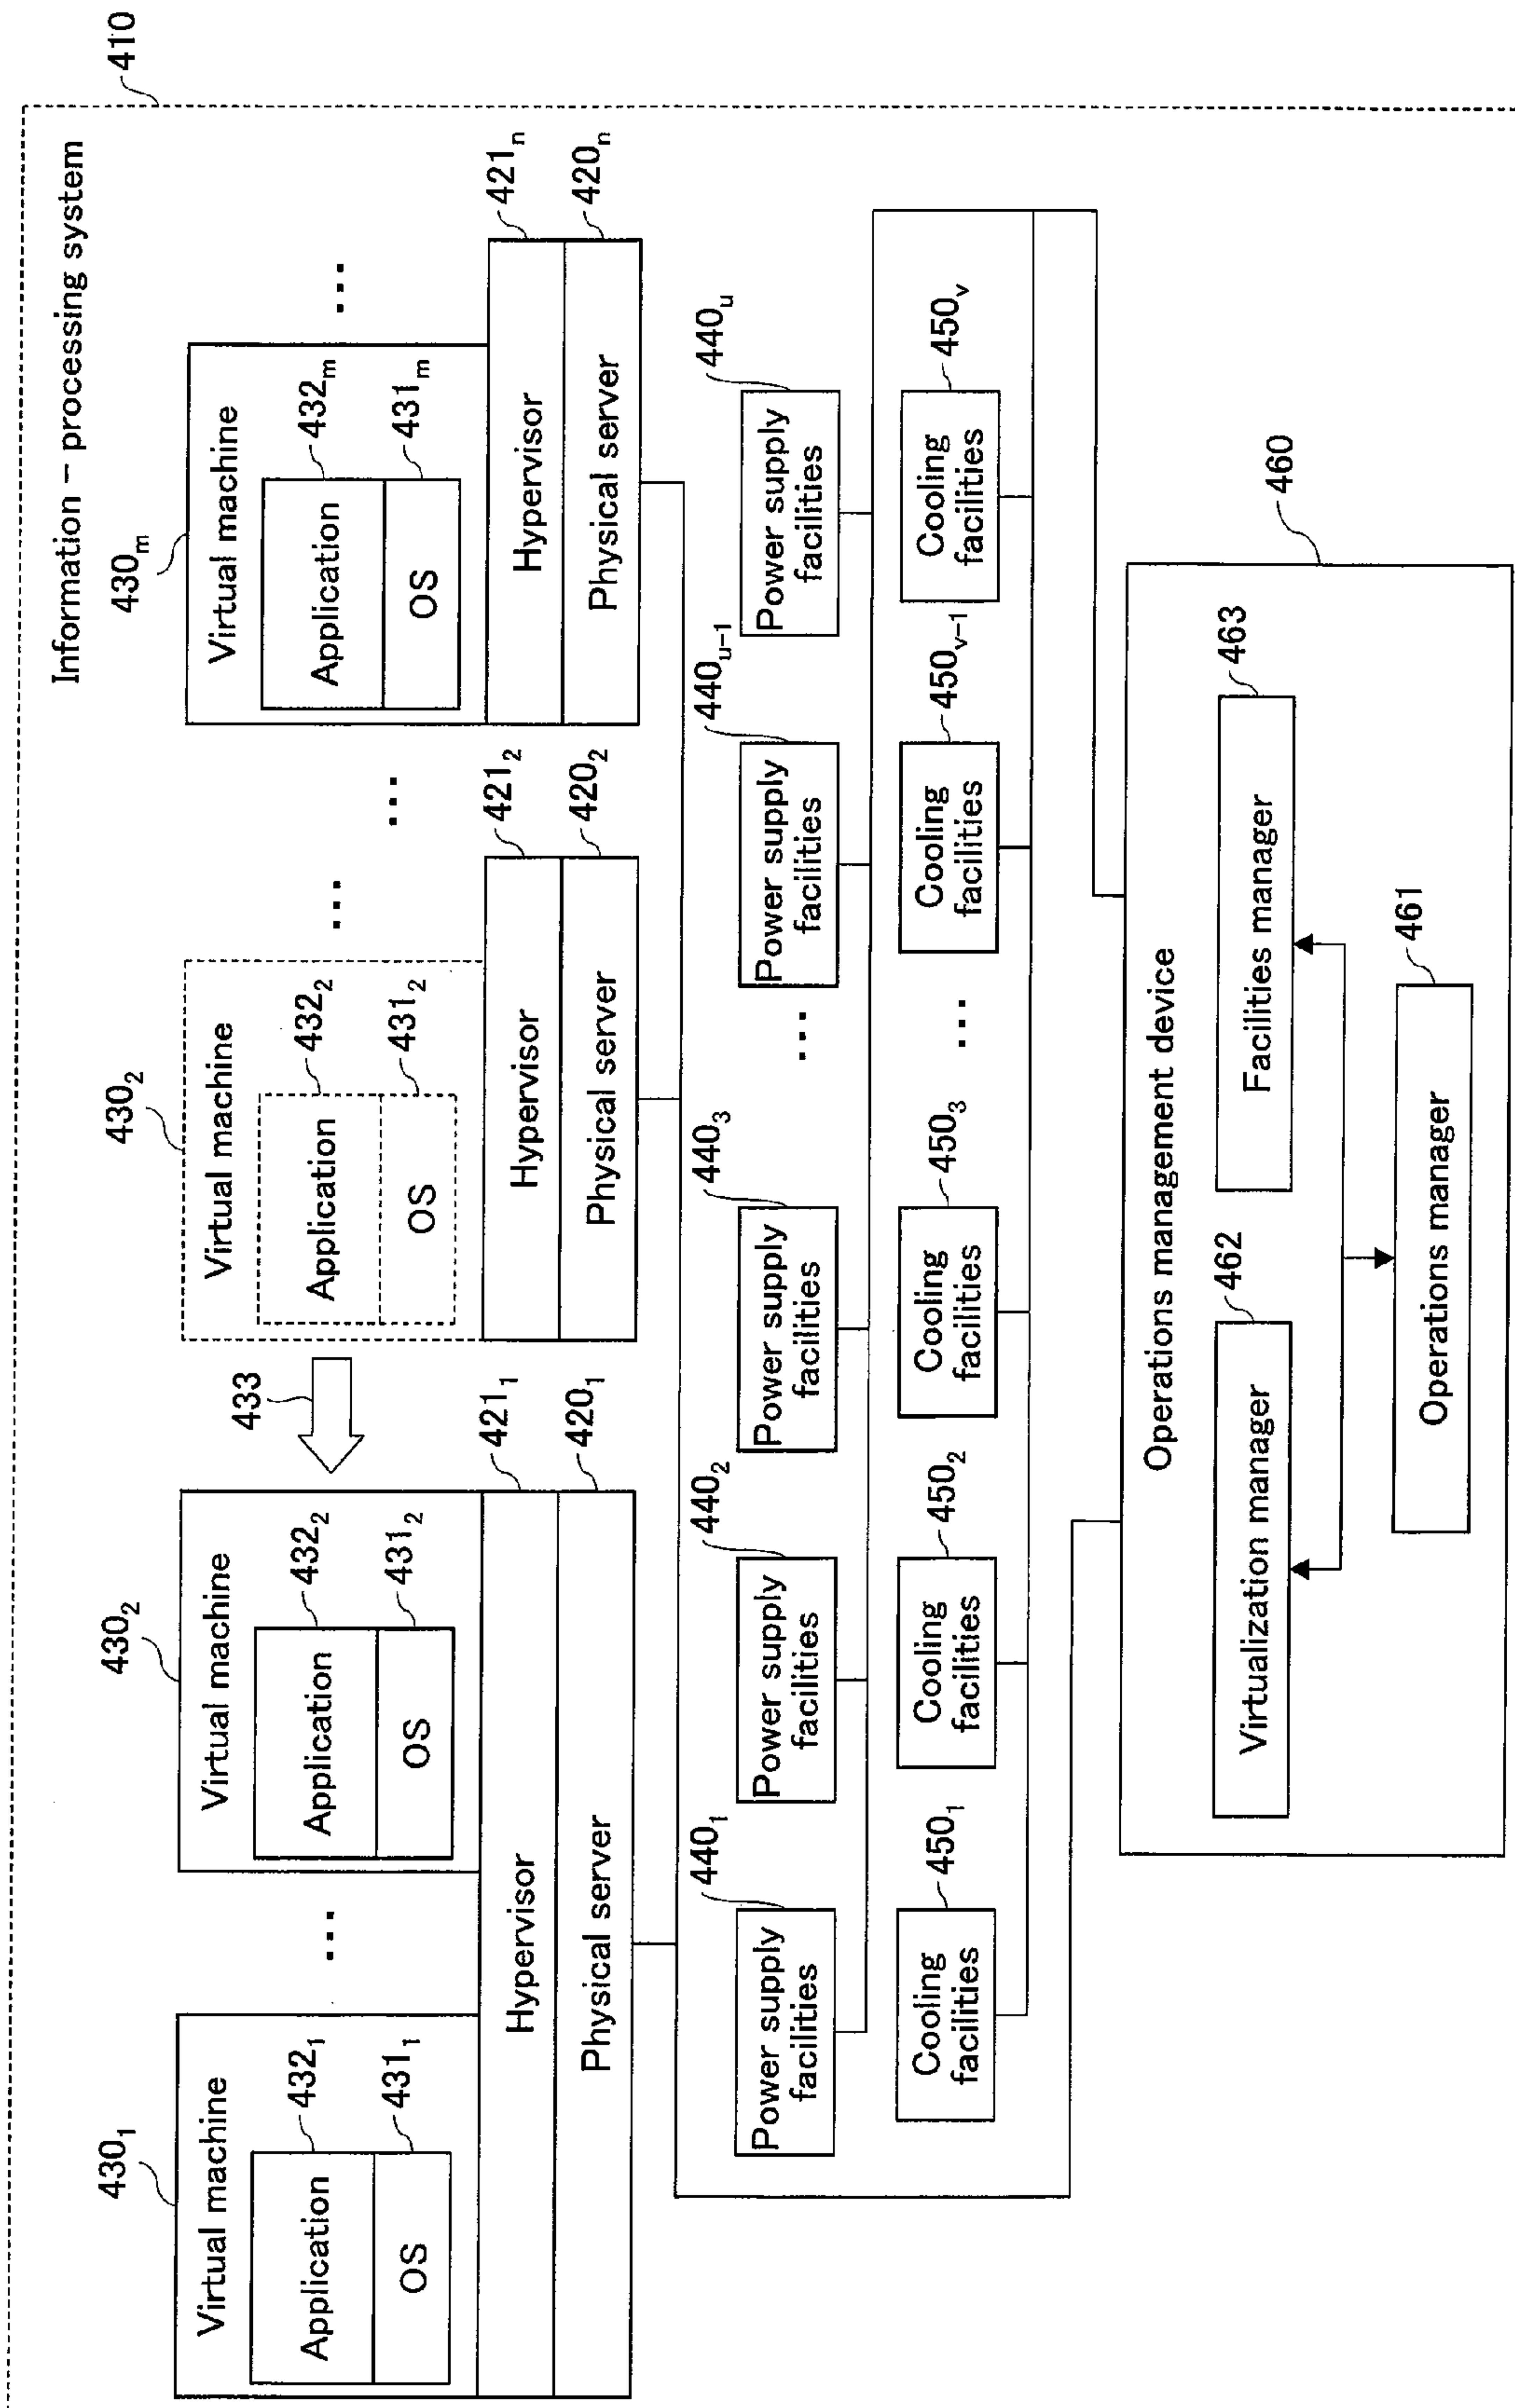 410
Information – processing system
430₁
430₂
430₂
430ₘ
433
Virtual machine
Virtual machine
Virtual machine
Virtual machine
Application
432₁
Application
432₂
Application
432₂
Application
432ₘ
OS
431₁
OS
431₂
OS
431₂
OS
431ₘ
...
...
...
...
Hypervisor
421₁
Hypervisor
421₂
Hypervisor
421ₙ
Physical server
420₁
Physical server
420₂
Physical server
420ₙ
440₁
440₂
440₃
440ᵤ₋₁
440ᵤ
Power supply
facilities
Power supply
facilities
Power supply
facilities
...
Power supply
facilities
Power supply
facilities
450₁
450₂
450₃
450ᵥ₋₁
450ᵥ
Cooling
facilities
Cooling
facilities
Cooling
facilities
...
Cooling
facilities
Cooling
facilities
Operations management device
460
Virtualization manager
462
Facilities manager
463
Operations manager
461